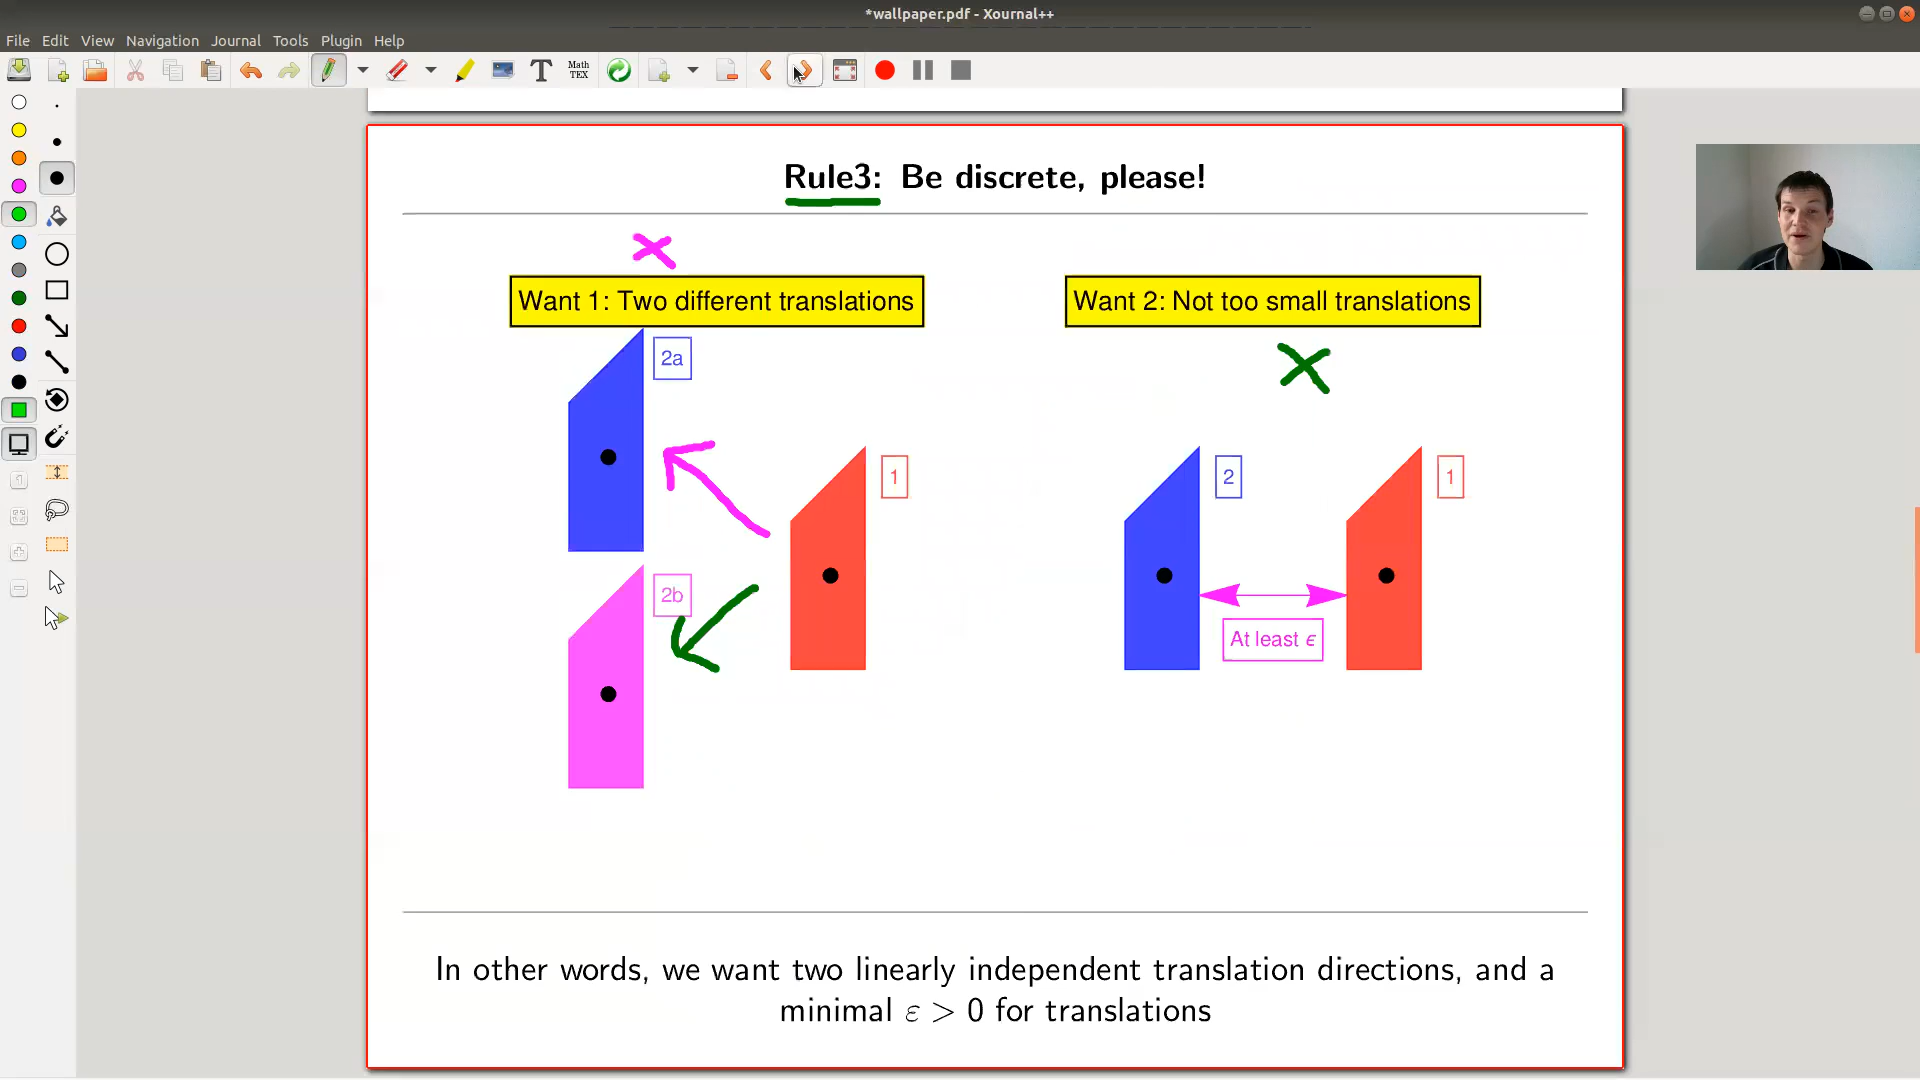 *wallpaper.pdf - Xournal++
File Edit View Navigation Journal Tools Plugin Help
Math
TEX
Rule3: Be discrete, please!
Want 1: Two different translations
Want 2: Not too small translations
2a
1
2b
2
1
At least ϵ
In other words, we want two linearly independent translation directions, and a
minimal ε > 0 for translations